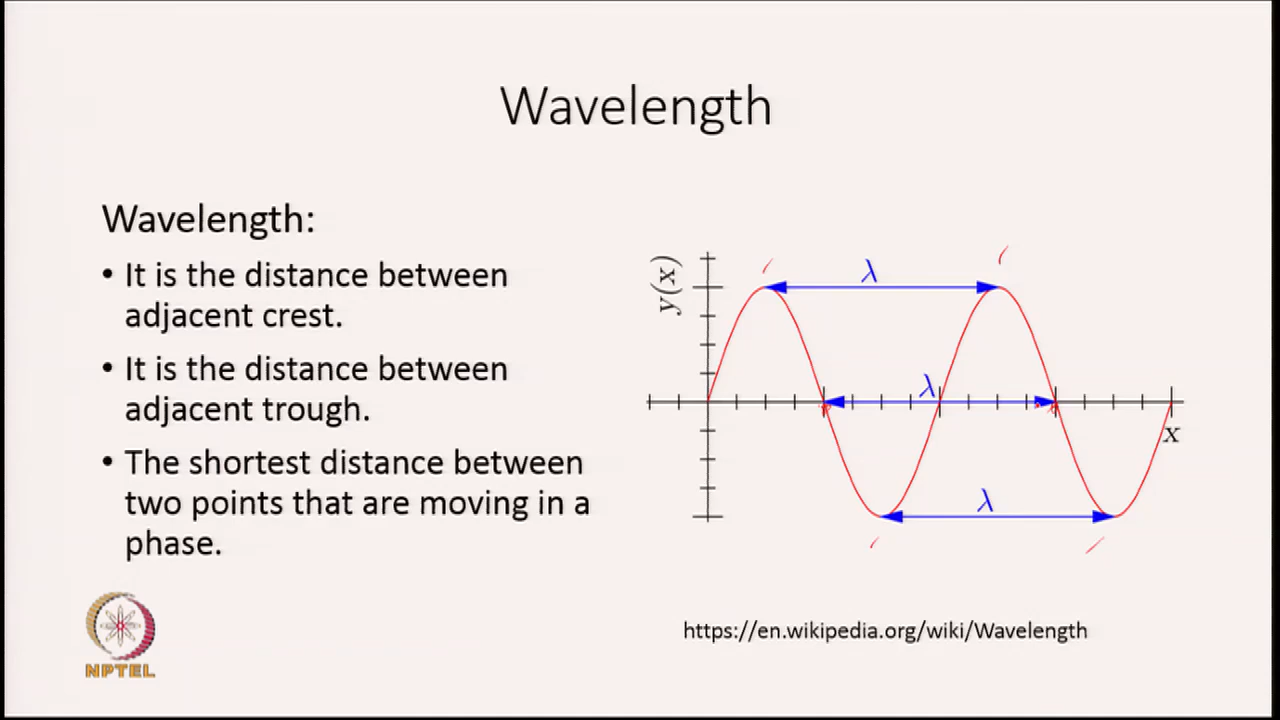 Wavelength
Wavelength:
• It is the distance between
adjacent crest.
• It is the distance between
adjacent trough.
• The shortest distance between
two points that are moving in a
phase.
y(x)
λ
λ
x
λ
https://en.wikipedia.org/wiki/Wavelength
NPTEL